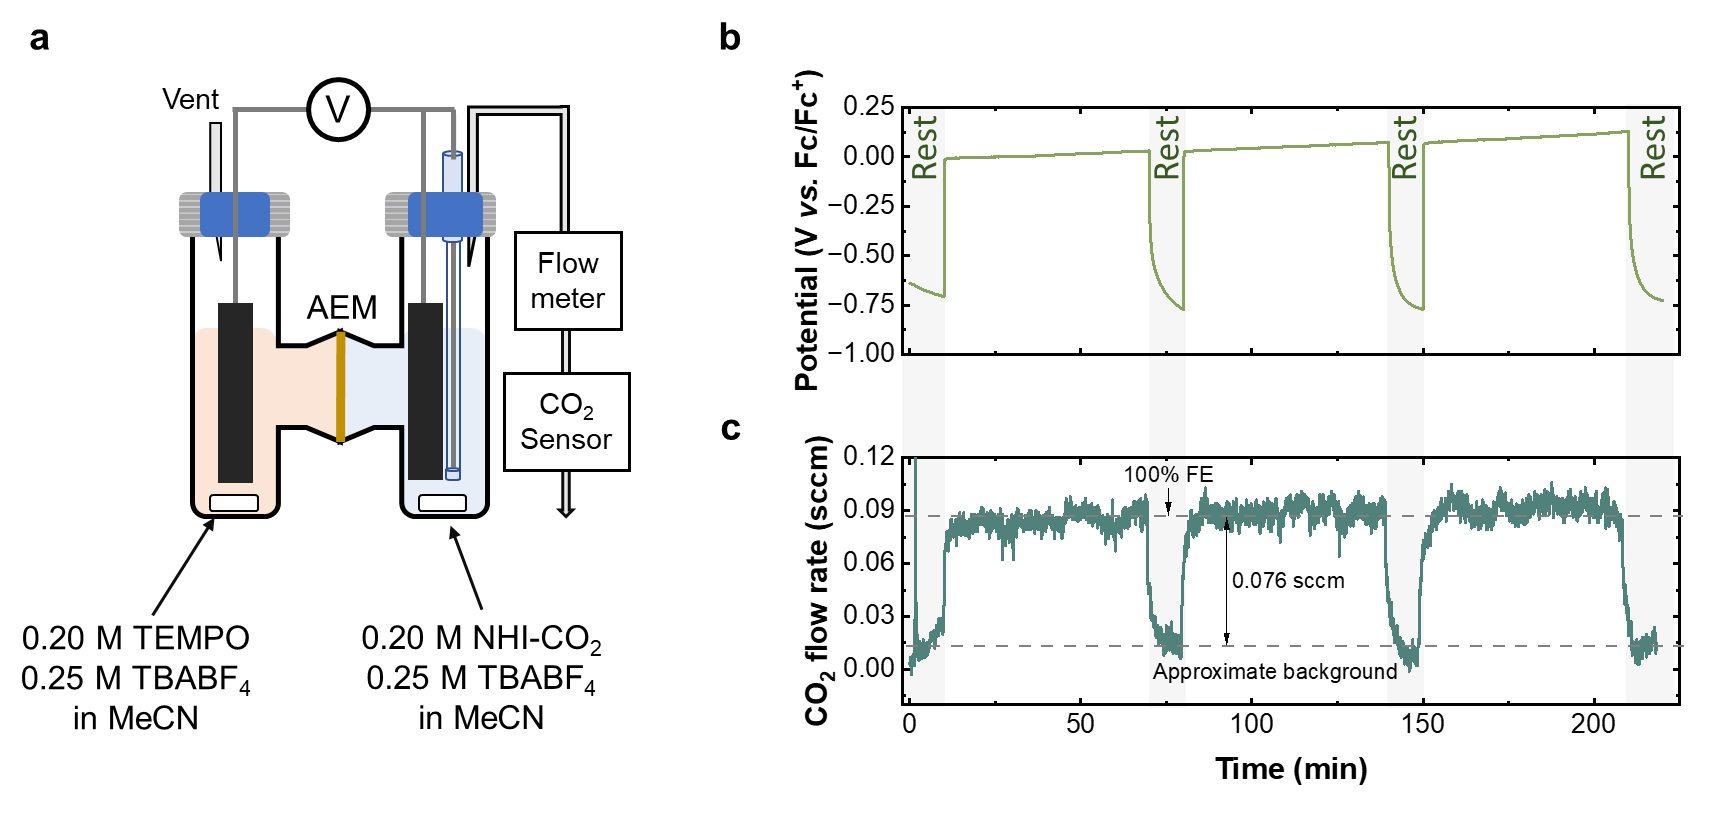 a
Vent
V
AEM
Flow
meter
CO₂
Sensor
0.20 M TEMPO
0.25 M TBABF₄
in MeCN
0.20 M NHI-CO₂
0.25 M TBABF₄
in MeCN
b
Potential (V vs. Fc/Fc⁺)
0.25
0.00
−0.25
−0.50
−0.75
−1.00
Rest
Rest
Rest
Rest
c
CO₂ flow rate (sccm)
0.12
0.09
0.06
0.03
0.00
100% FE
0.076 sccm
Approximate background
0
50
100
150
200
Time (min)